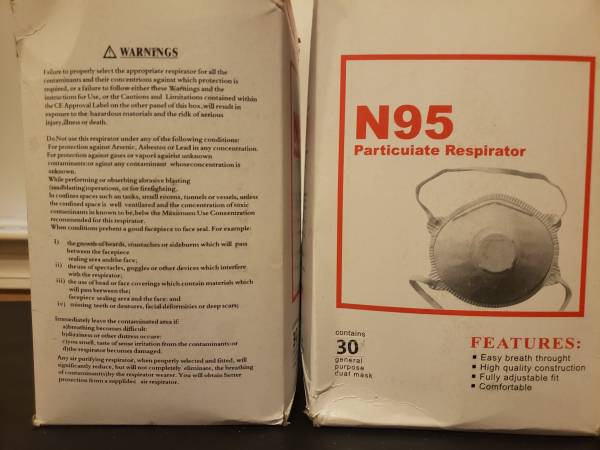 WARNINGS
Failure to properly select the appropriate respirator for all the
contaminants and their concentrions against which protection is
required, or a failure to follow either these Warnings and the
instructions for Use, or the Cautions and Limitations contained within
the CE Approval Label on the other panel of this box, will result in
exposure to the hazardous materials and the ridk of serious
injury, illness or death.
Do Not use this respirator under any of the following conditions:
For protection against Arsenic, Asbestos or Lead in any concentration.
For protection against gases or vapors against unknown
contaminants or aginst any contaminant whoseconcentration is
unknown.
While performing or obserbing abrasive blasting
(sandblasting)operations, or for firefighting.
In confines spaces such an tasks, small rooms, tunnels or vessels, unless
the confined space is well ventilated and the concentration of toxic
contaminants is known to be, below the Maximum Use Consentration
recommended for this respirator.
When conditions prebent a good facepiece to face seal. For example:
i) the growth of beards, moustaches or sideburns which will pass
between the facepiece
sealing area and the face;
ii) the use of spectacles, goggles or other devices which interfere
with the respirator;
iii) the use of head or face coverings which contain materials which
will pass between the;
facepiece sealing area and the face: and
iv) missing teeth or dentures, facial deformities or deep scars;
Immediately leave the contaminated area if:
a)breathing becomes difficult:
b)dizziness or other distress occure:
c)you smell, taste of sense irritation from the contaminants:or
d)the respirator becomes damaged.
Any air purifying respirator, when properly selected and fitted, will
significantly reduce, but will not completely eliminate, the breathing
of contaminant(s)by the respirator wearer. You will obtain better
protection from a supplidec air respirator.
N95
Particuiate Respirator
contains
30
general
purpose
dual mask
FEATURES:
▪ Easy breath throught
▪ High quality construction
▪ Fully adjustable fit
▪ Comfortable